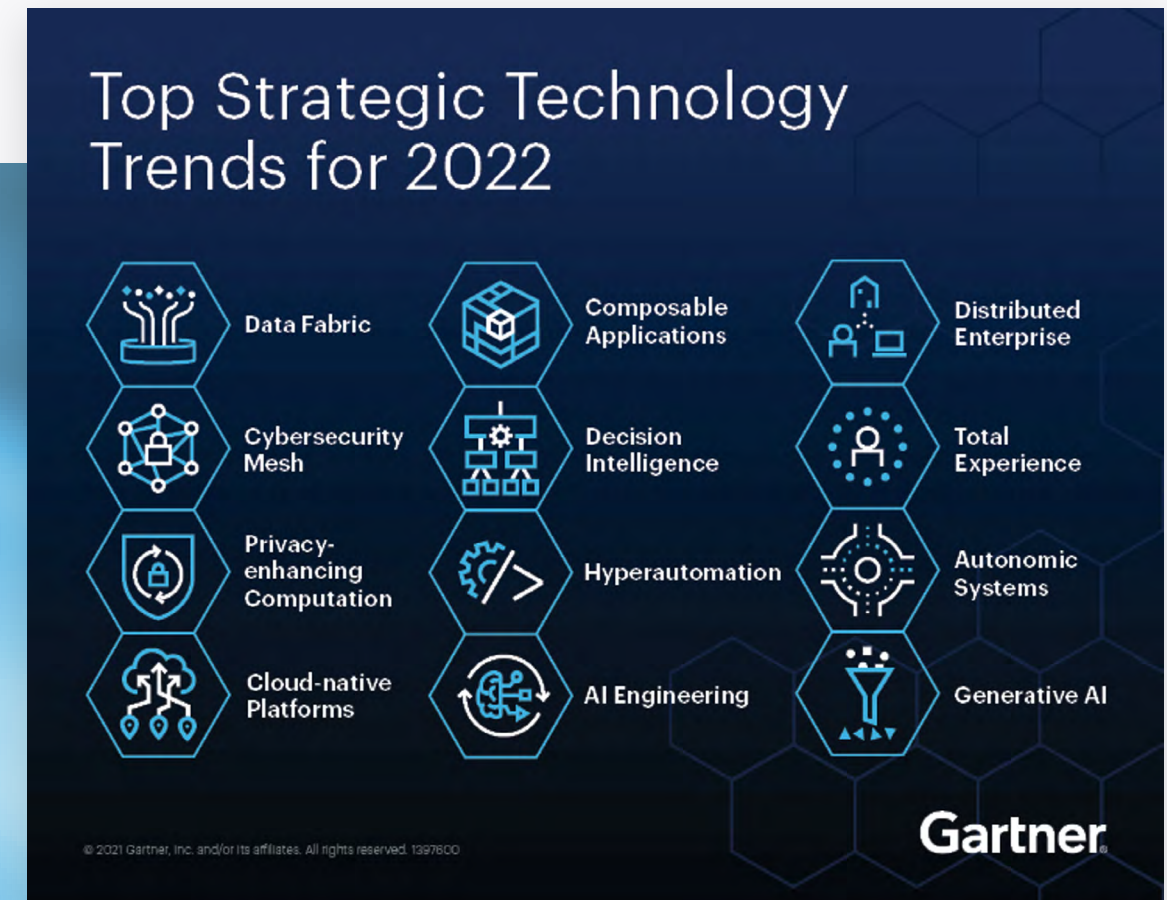 Top Strategic Technology
Trends for 2022
Data Fabric
Cybersecurity
Mesh
Privacy-
enhancing
Computation
Cloud-native
Platforms
Composable
Applications
Decision
Intelligence
Hyperautomation
AI Engineering
Distributed
Enterprise
Total
Experience
Autonomic
Systems
Generative AI
© 2021 Gartner, Inc. and/or its affiliates. All rights reserved. 1397600
Gartner®